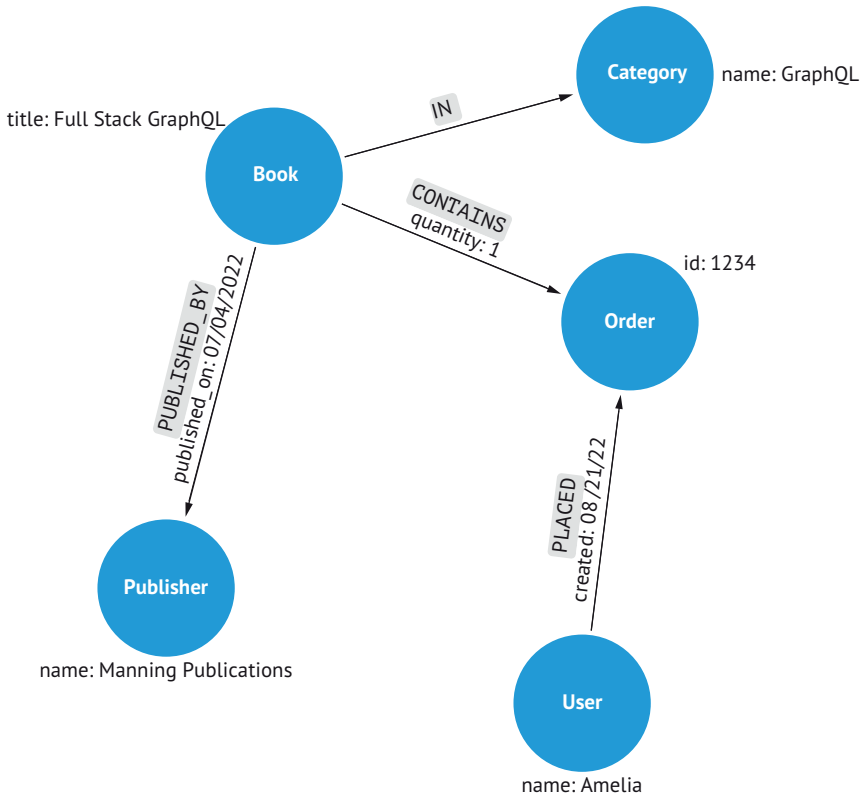 Category
name: GraphQL
IN
title: Full Stack GraphQL
Book
CONTAINS
quantity: 1
id: 1234
Order
PUBLISHED_BY
published_on: 07/04/2022
PLACED
created: 08/21/22
Publisher
name: Manning Publications
User
name: Amelia